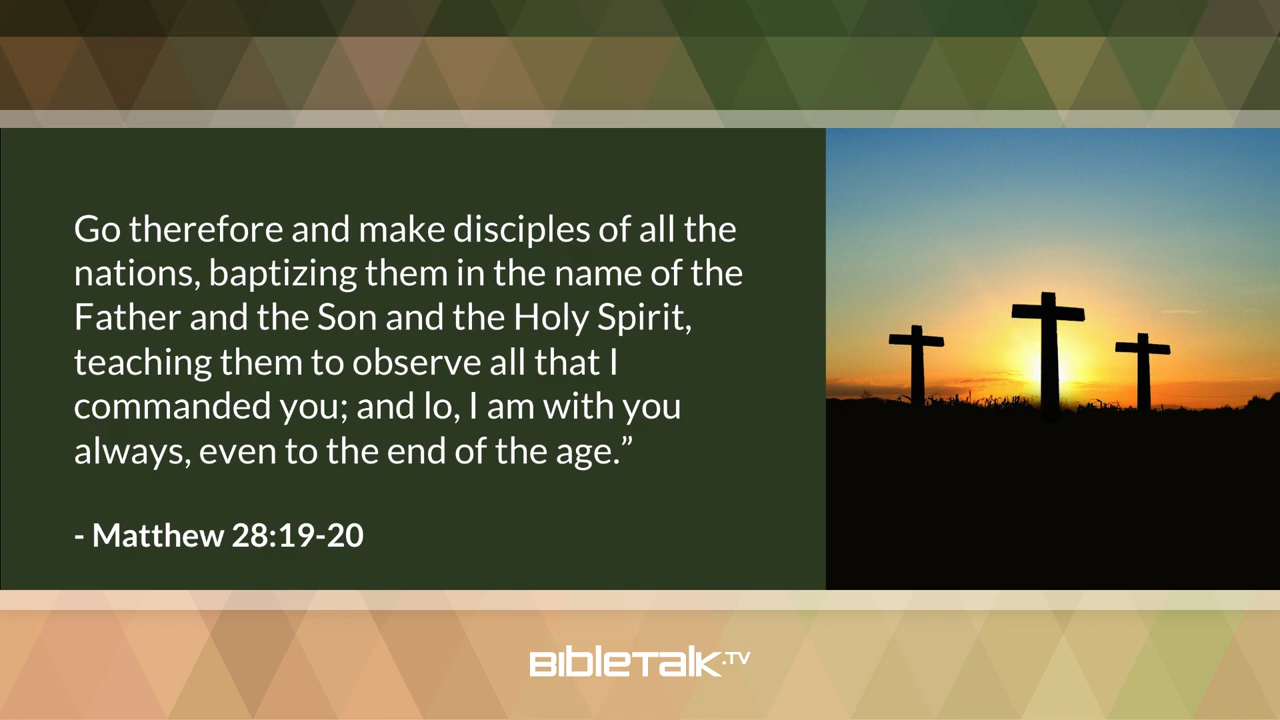 Go therefore and make disciples of all the
nations, baptizing them in the name of the
Father and the Son and the Holy Spirit,
teaching them to observe all that I
commanded you; and lo, I am with you
always, even to the end of the age.”
- Matthew 28:19-20
BIBLETALK.TV